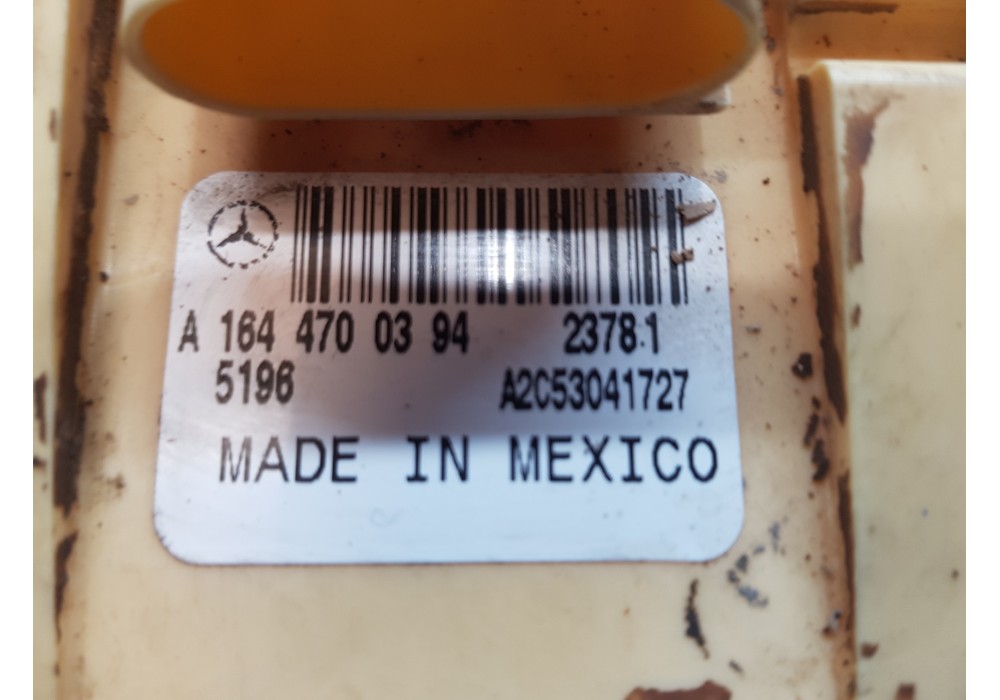 A 164 470 03 94 2378.1
5196 A2C53041727
MADE IN MEXICO